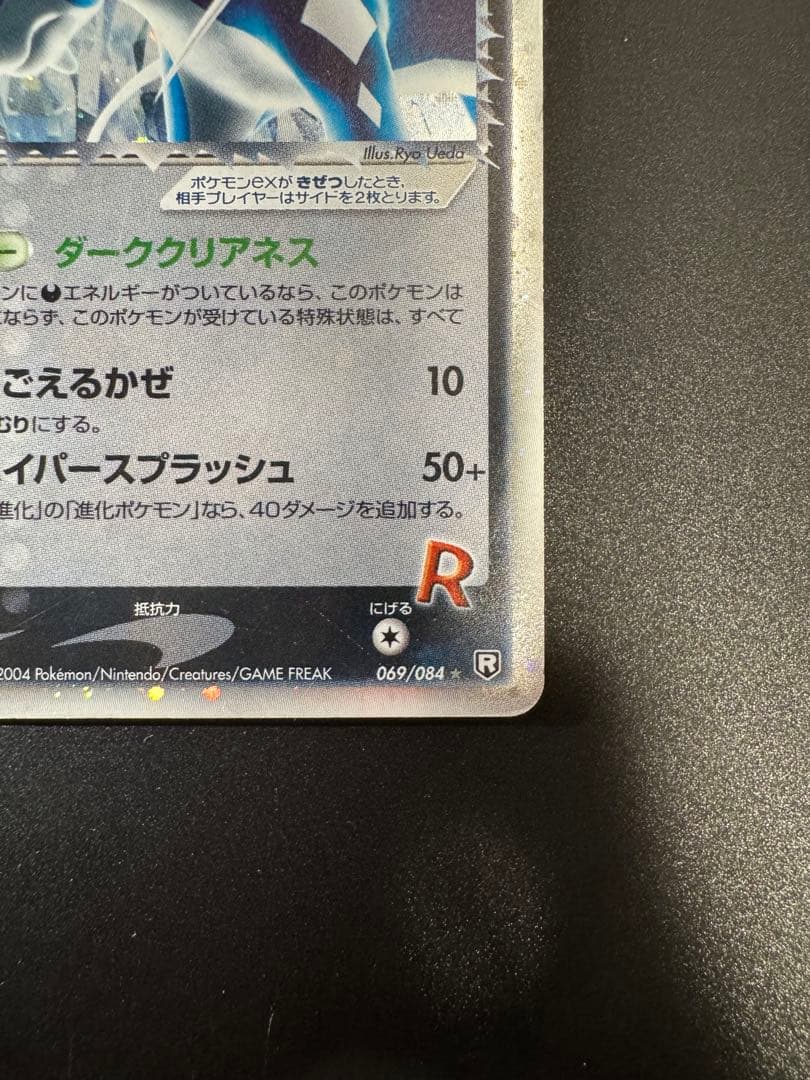 Illus.Ryo Ueda
ポケモンexが きぜつしたとき、
相手プレイヤーはサイドを2枚とります。
ー ダーククリアネス
ンに エネルギーがついているなら、このポケモンは
ならず、このポケモンが受けている特殊状態は、すべて
ごえるかぜ 10
むりにする。
イパースプラッシュ 50+
進化」の「進化ポケモン」なら、40ダメージを追加する。
R
抵抗力 にげる
2004 Pokémon/Nintendo/Creatures/GAME FREAK 069/084 ★ R